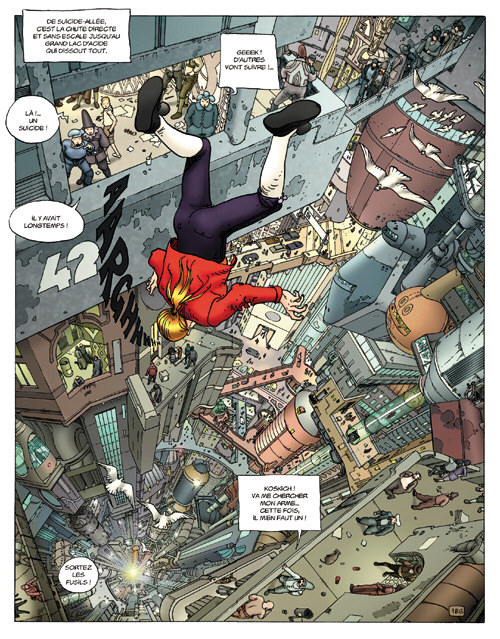 DE SUICIDE-ALLÉE,
C'EST LA CHUTE DIRECTE
ET SANS ESCALE JUSQU'AU
GRAND LAC D'ACIDE
QUI DISSOUT TOUT.
GEEEK !
D'AUTRES
VONT SUIVRE !...
LÀ !...
UN
SUICIDE !
IL Y AVAIT
LONGTEMPS !
42
KOSKICH !
VA ME CHERCHER
MON ARME...
CETTE FOIS,
IL M'EN FAUT UN !
SORTEZ
LES
FUSILS !